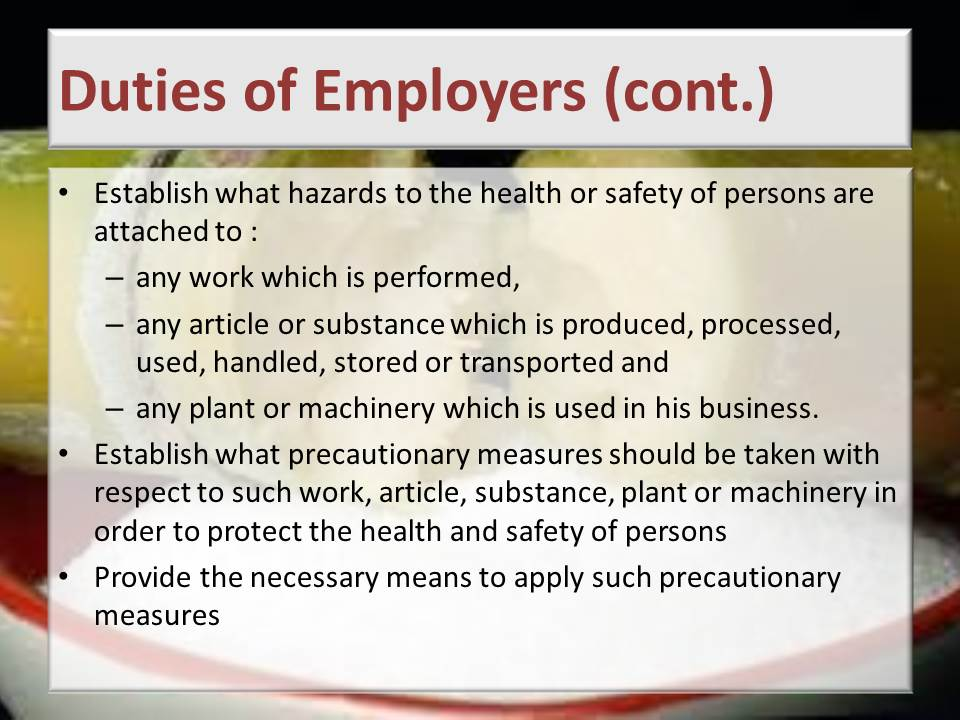 Duties of Employers (cont.)
• Establish what hazards to the health or safety of persons are
attached to :
– any work which is performed,
– any article or substance which is produced, processed,
used, handled, stored or transported and
– any plant or machinery which is used in his business.
• Establish what precautionary measures should be taken with
respect to such work, article, substance, plant or machinery in
order to protect the health and safety of persons
• Provide the necessary means to apply such precautionary
measures